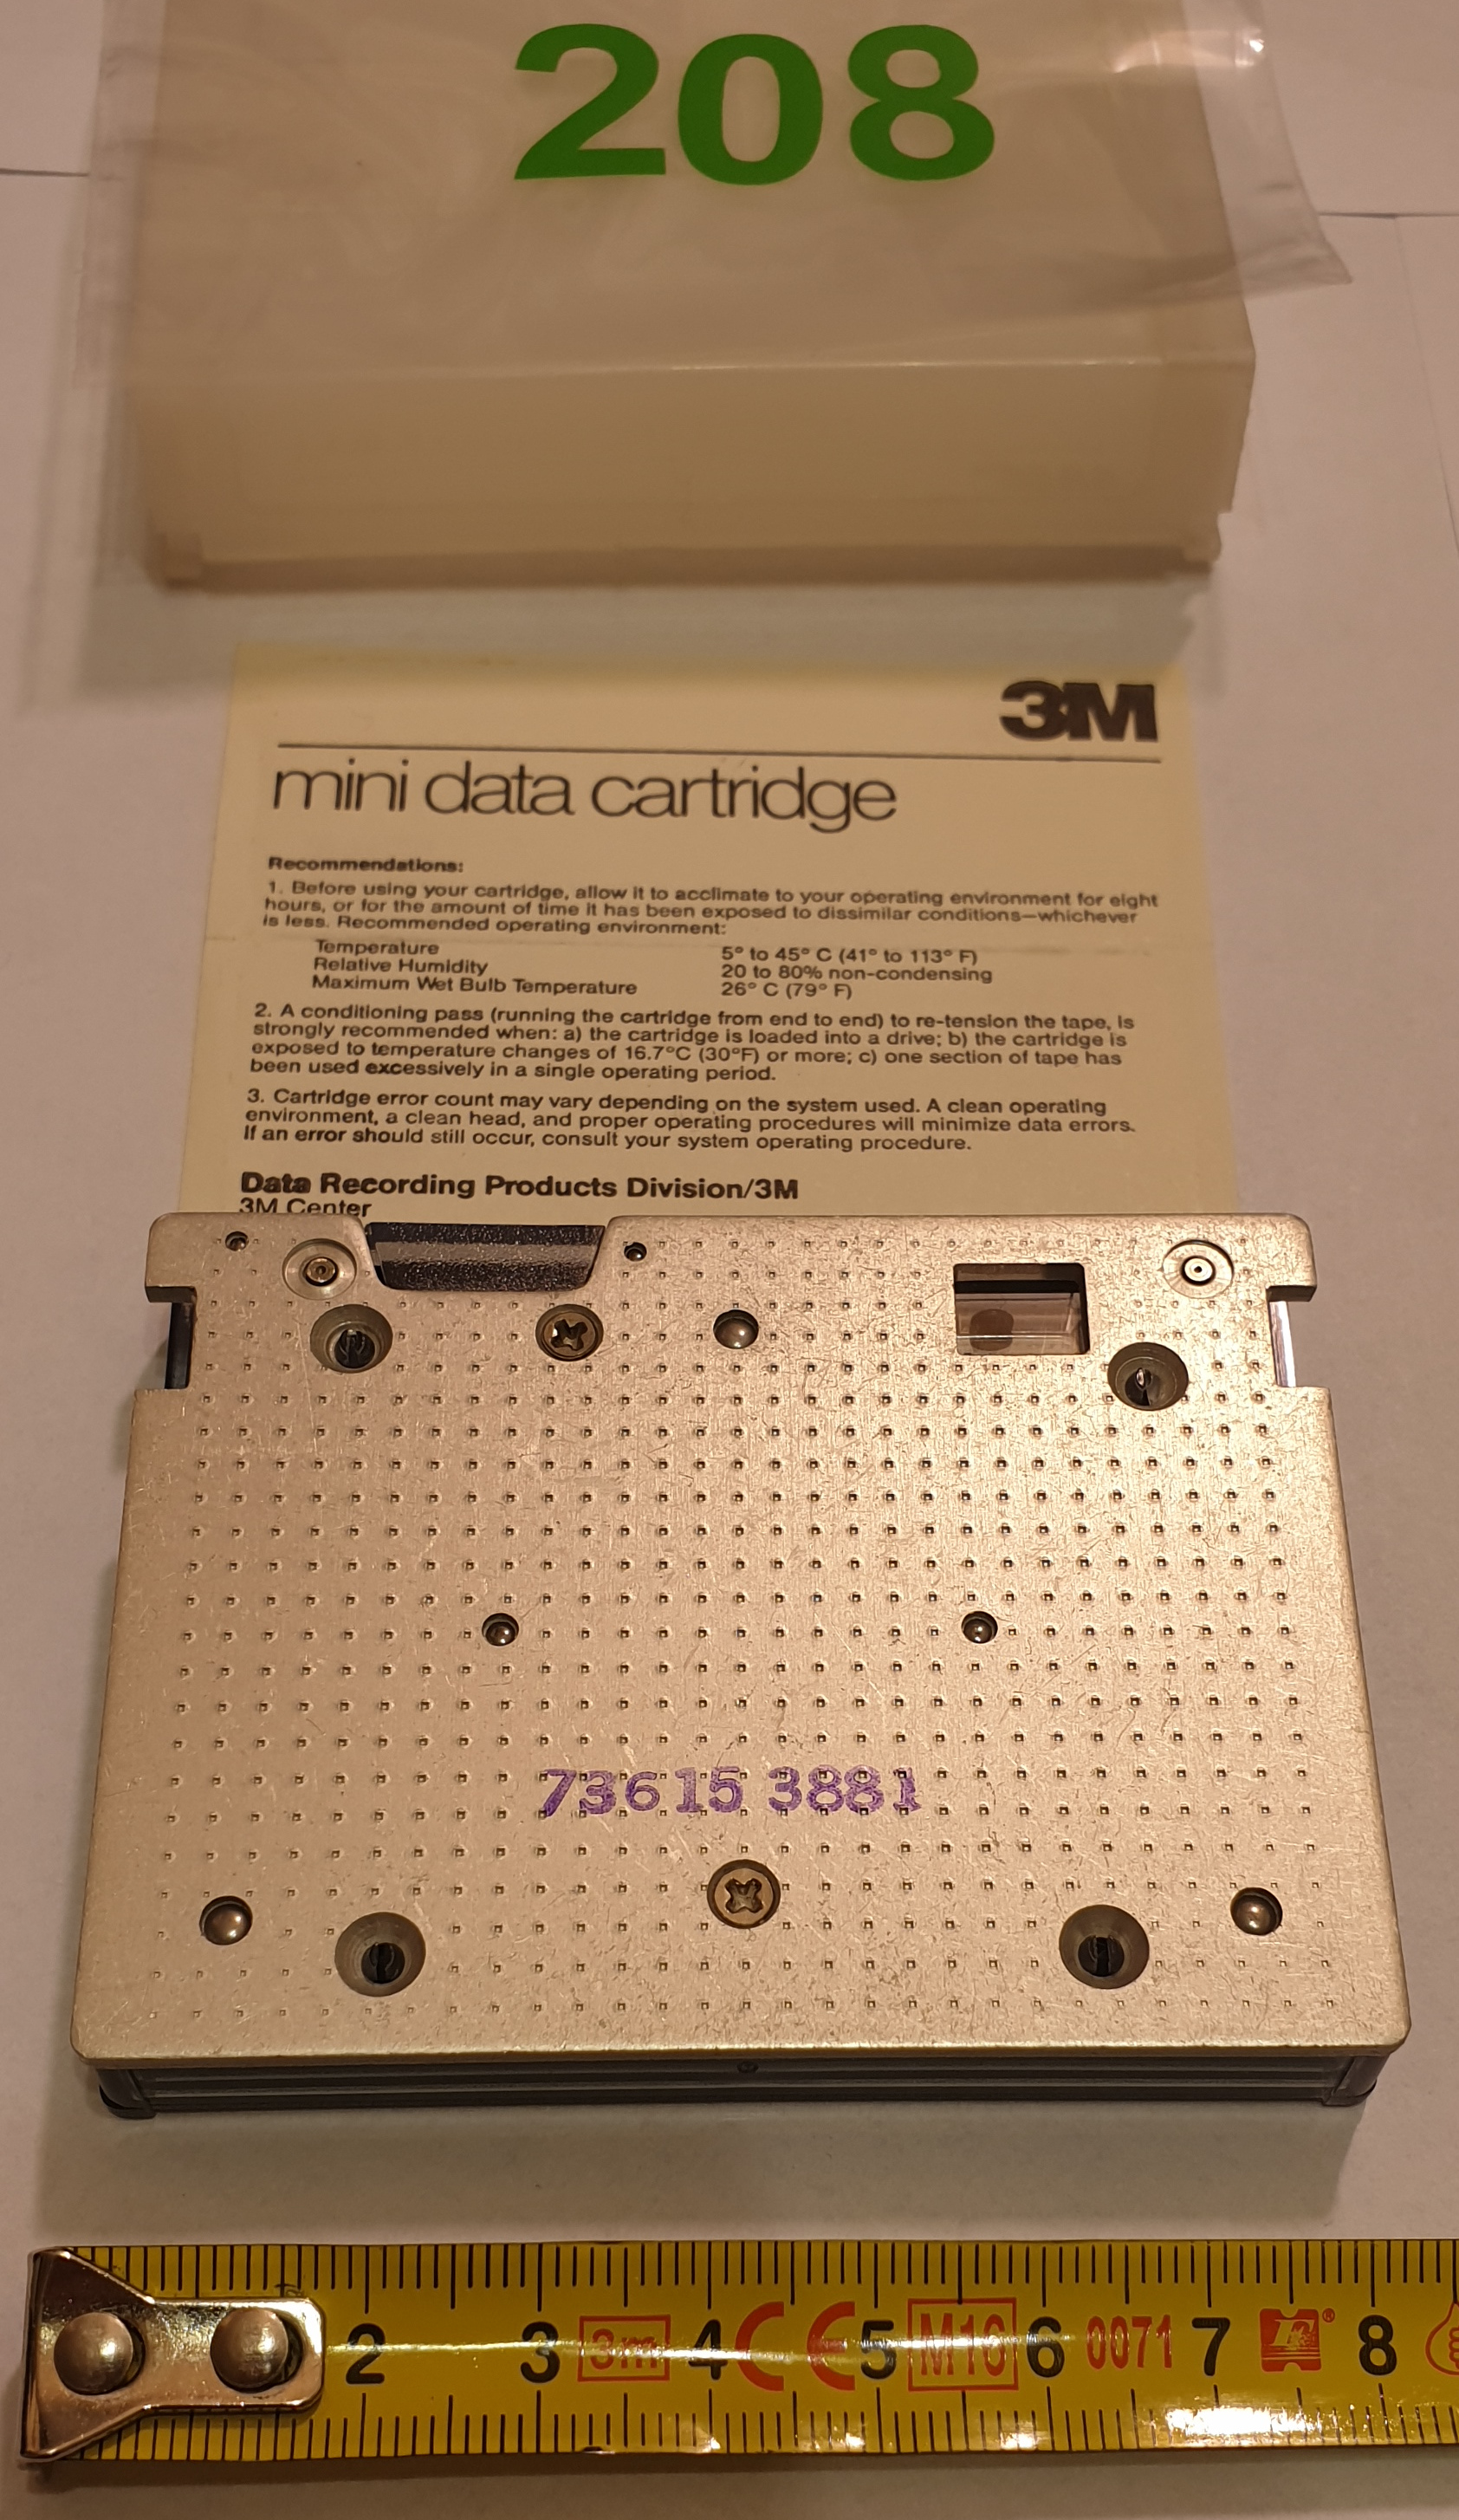 208
3M
mini data cartridge
Recommendations:
1. Before using your cartridge, allow it to acclimate to your operating environment for eight
hours, or for the amount of time it has been exposed to dissimilar conditions—whichever
is less. Recommended operating environment:
Temperature 5° to 45° C (41° to 113° F)
Relative Humidity 20 to 80% non-condensing
Maximum Wet Bulb Temperature 26° C (79° F)
2. A conditioning pass (running the cartridge from end to end) to re-tension the tape, is
strongly recommended when: a) the cartridge is loaded into a drive; b) the cartridge is
exposed to temperature changes of 16.7°C (30°F) or more; c) one section of tape has
been used excessively in a single operating period.
3. Cartridge error count may vary depending on the system used. A clean operating
environment, a clean head, and proper operating procedures will minimize data errors.
If an error should still occur, consult your system operating procedure.
Data Recording Products Division/3M
3M Center
736 15 3881
2 3 3m 4 CE 5 M16 6 0071 7 ® 8